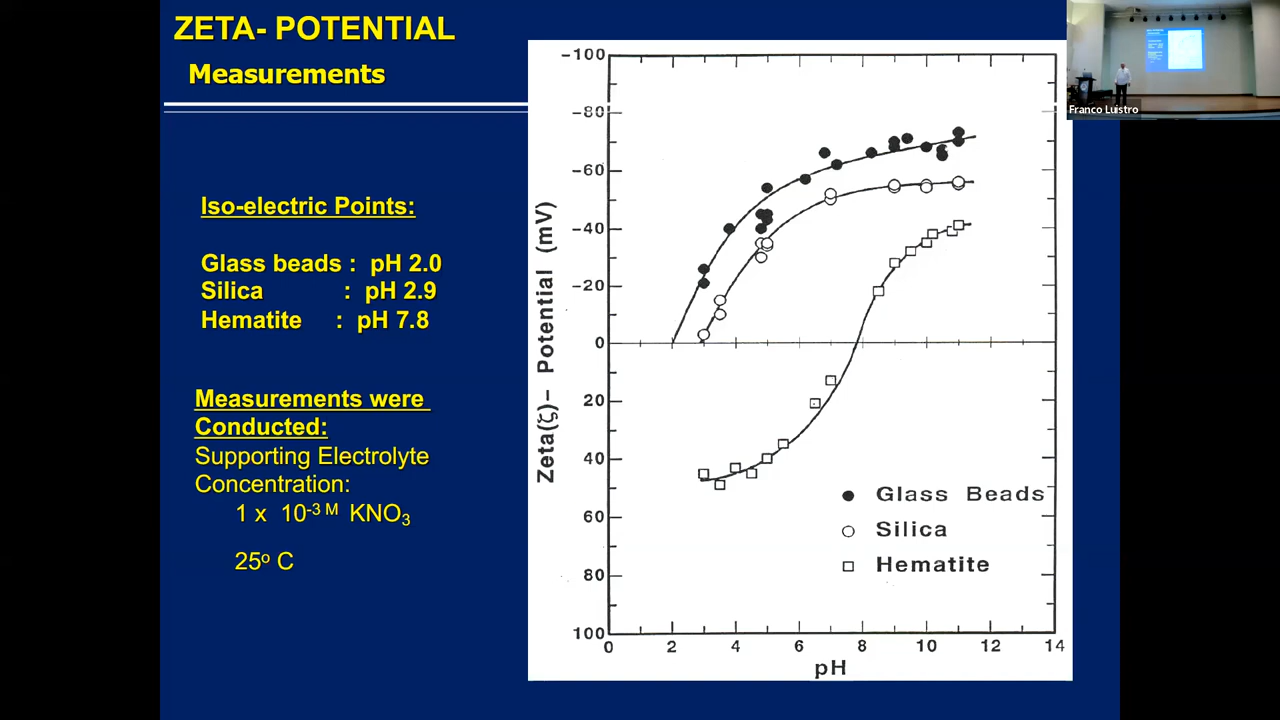 ZETA- POTENTIAL
Measurements
Iso-electric Points:
Glass beads : pH 2.0
Silica : pH 2.9
Hematite : pH 7.8
Measurements were
Conducted:
Supporting Electrolyte
Concentration:
1 x 10-3 M KNO3
25o C
Zeta(ζ)– Potential (mV)
-100
-80
-60
-40
-20
0
20
40
60
80
100
Glass Beads
Silica
Hematite
0 2 4 6 8 10 12 14
pH
Franco Luistro